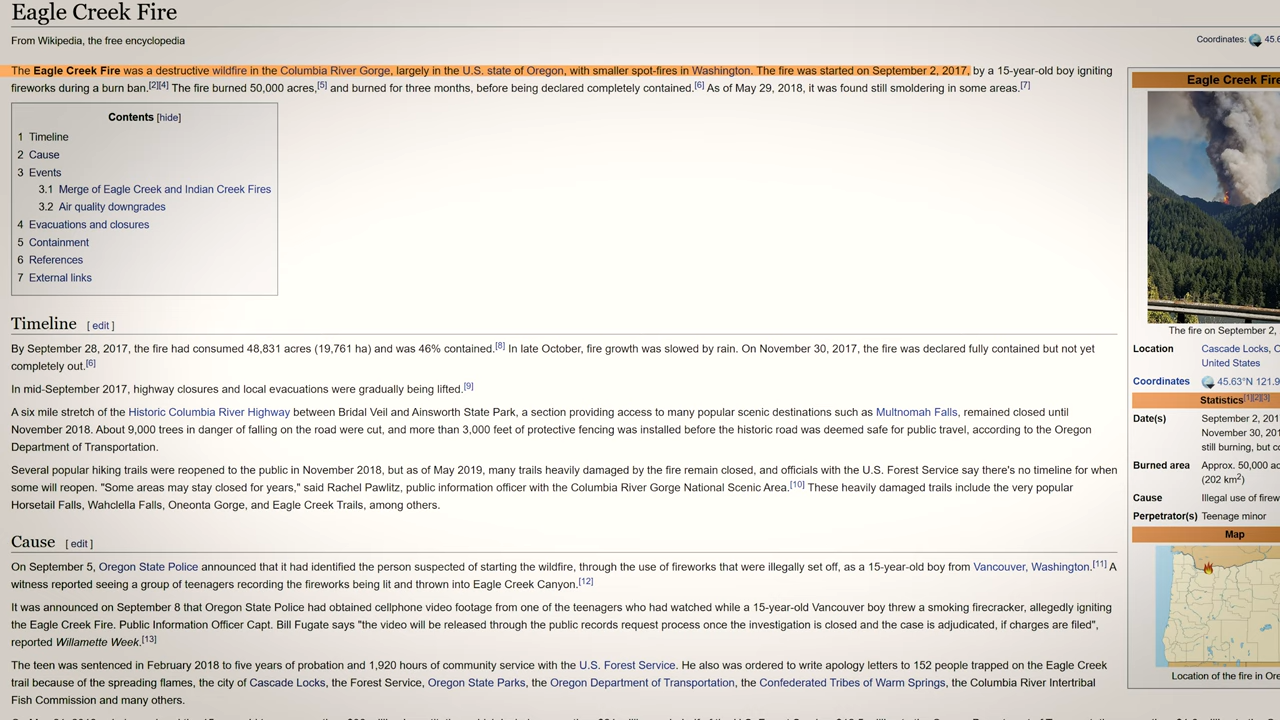 Eagle Creek Fire
From Wikipedia, the free encyclopedia
Coordinates: 45.6
The Eagle Creek Fire was a destructive wildfire in the Columbia River Gorge, largely in the U.S. state of Oregon, with smaller spot-fires in Washington. The fire was started on September 2, 2017, by a 15-year-old boy igniting
fireworks during a burn ban.[2][4] The fire burned 50,000 acres,[5] and burned for three months, before being declared completely contained.[6] As of May 29, 2018, it was found still smoldering in some areas.[7]
Contents [hide]
1 Timeline
2 Cause
3 Events
3.1 Merge of Eagle Creek and Indian Creek Fires
3.2 Air quality downgrades
4 Evacuations and closures
5 Containment
6 References
7 External links
Timeline [ edit ]
By September 28, 2017, the fire had consumed 48,831 acres (19,761 ha) and was 46% contained.[8] In late October, fire growth was slowed by rain. On November 30, 2017, the fire was declared fully contained but not yet
completely out.[6]
In mid-September 2017, highway closures and local evacuations were gradually being lifted.[9]
A six mile stretch of the Historic Columbia River Highway between Bridal Veil and Ainsworth State Park, a section providing access to many popular scenic destinations such as Multnomah Falls, remained closed until
November 2018. About 9,000 trees in danger of falling on the road were cut, and more than 3,000 feet of protective fencing was installed before the historic road was deemed safe for public travel, according to the Oregon
Department of Transportation.
Several popular hiking trails were reopened to the public in November 2018, but as of May 2019, many trails heavily damaged by the fire remain closed, and officials with the U.S. Forest Service say there's no timeline for when
some will reopen. "Some areas may stay closed for years," said Rachel Pawlitz, public information officer with the Columbia River Gorge National Scenic Area.[10] These heavily damaged trails include the very popular
Horsetail Falls, Wahclella Falls, Oneonta Gorge, and Eagle Creek Trails, among others.
Cause [ edit ]
On September 5, Oregon State Police announced that it had identified the person suspected of starting the wildfire, through the use of fireworks that were illegally set off, as a 15-year-old boy from Vancouver, Washington.[11] A
witness reported seeing a group of teenagers recording the fireworks being lit and thrown into Eagle Creek Canyon.[12]
It was announced on September 8 that Oregon State Police had obtained cellphone video footage from one of the teenagers who had watched while a 15-year-old Vancouver boy threw a smoking firecracker, allegedly igniting
the Eagle Creek Fire. Public Information Officer Capt. Bill Fugate says "the video will be released through the public records request process once the investigation is closed and the case is adjudicated, if charges are filed",
reported Willamette Week.[13]
The teen was sentenced in February 2018 to five years of probation and 1,920 hours of community service with the U.S. Forest Service. He also was ordered to write apology letters to 152 people trapped on the Eagle Creek
trail because of the spreading flames, the city of Cascade Locks, the Forest Service, Oregon State Parks, the Oregon Department of Transportation, the Confederated Tribes of Warm Springs, the Columbia River Intertribal
Fish Commission and many others.
Eagle Creek Fire
The fire on September 2,
Location Cascade Locks, O
United States
Coordinates 45.63°N 121.9
Statistics[1][2][3]
Date(s) September 2, 201
November 30, 201
still burning, but co
Burned area Approx. 50,000 ac
(202 km2)
Cause Illegal use of firew
Perpetrator(s) Teenage minor
Map
Location of the fire in Ore